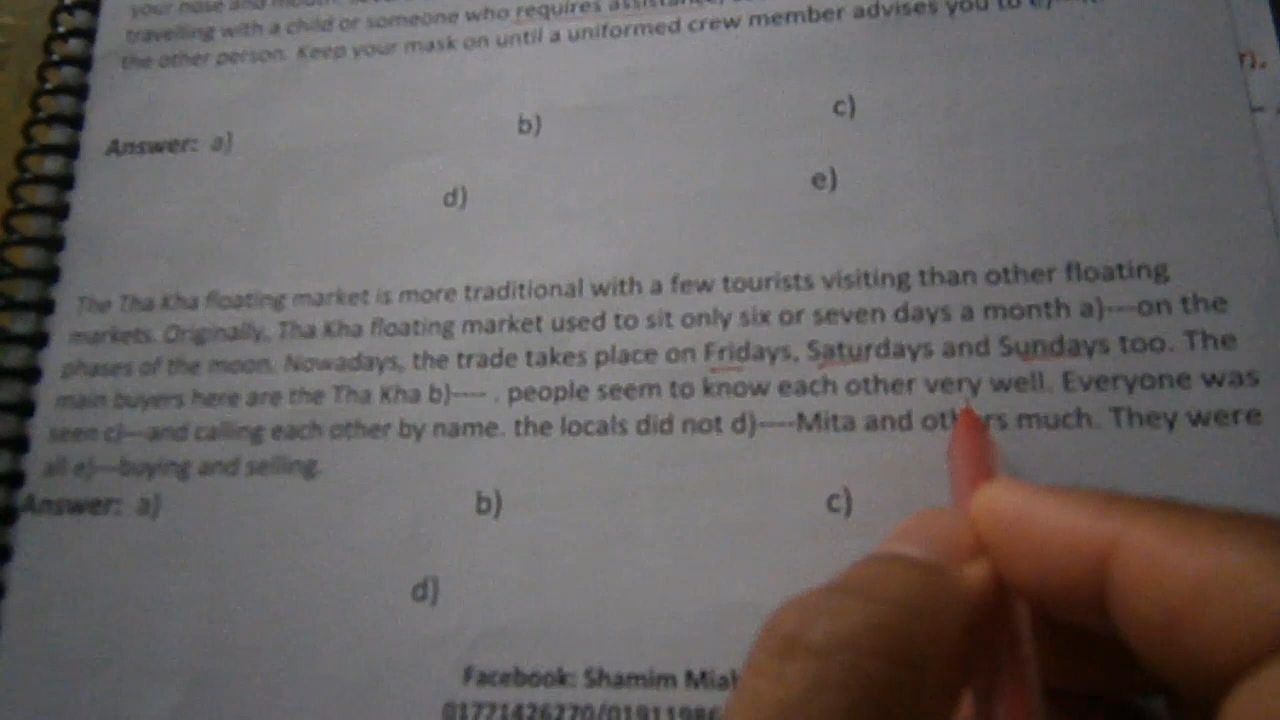 your nose and mouth.
travelling with a child or someone who requires assistance,
the other person. Keep your mask on until a uniformed crew member advises you to
Answer: a)
b)
c)
d)
e)
The Tha Kha floating market is more traditional with a few tourists visiting than other floating
markets. Originally, Tha Kha floating market used to sit only six or seven days a month a)---on the
phases of the moon. Nowadays, the trade takes place on Fridays, Saturdays and Sundays too. The
main buyers here are the Tha Kha b)---- . people seem to know each other very well. Everyone was
seen c)---and calling each other by name. the locals did not d)----Mita and others much. They were
all e)---buying and selling.
Answer: a)
b)
c)
d)
Facebook: Shamim Miah